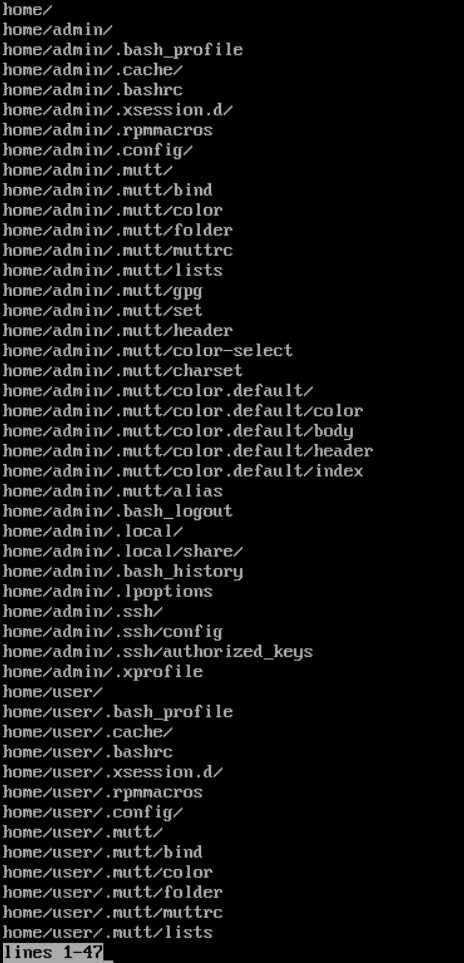 home/
home/admin/
home/admin/.bash_profile
home/admin/.cache/
home/admin/.bashrc
home/admin/.xsession.d/
home/admin/.rpmmacros
home/admin/.config/
home/admin/.mutt/
home/admin/.mutt/bind
home/admin/.mutt/color
home/admin/.mutt/folder
home/admin/.mutt/muttrc
home/admin/.mutt/lists
home/admin/.mutt/gpg
home/admin/.mutt/set
home/admin/.mutt/header
home/admin/.mutt/color-select
home/admin/.mutt/charset
home/admin/.mutt/color.default/
home/admin/.mutt/color.default/color
home/admin/.mutt/color.default/body
home/admin/.mutt/color.default/header
home/admin/.mutt/color.default/index
home/admin/.mutt/alias
home/admin/.bash_logout
home/admin/.local/
home/admin/.local/share/
home/admin/.bash_history
home/admin/.lpoptions
home/admin/.ssh/
home/admin/.ssh/config
home/admin/.ssh/authorized_keys
home/admin/.xprofile
home/user/
home/user/.bash_profile
home/user/.cache/
home/user/.bashrc
home/user/.xsession.d/
home/user/.rpmmacros
home/user/.config/
home/user/.mutt/
home/user/.mutt/bind
home/user/.mutt/color
home/user/.mutt/folder
home/user/.mutt/muttrc
home/user/.mutt/lists
lines 1-47